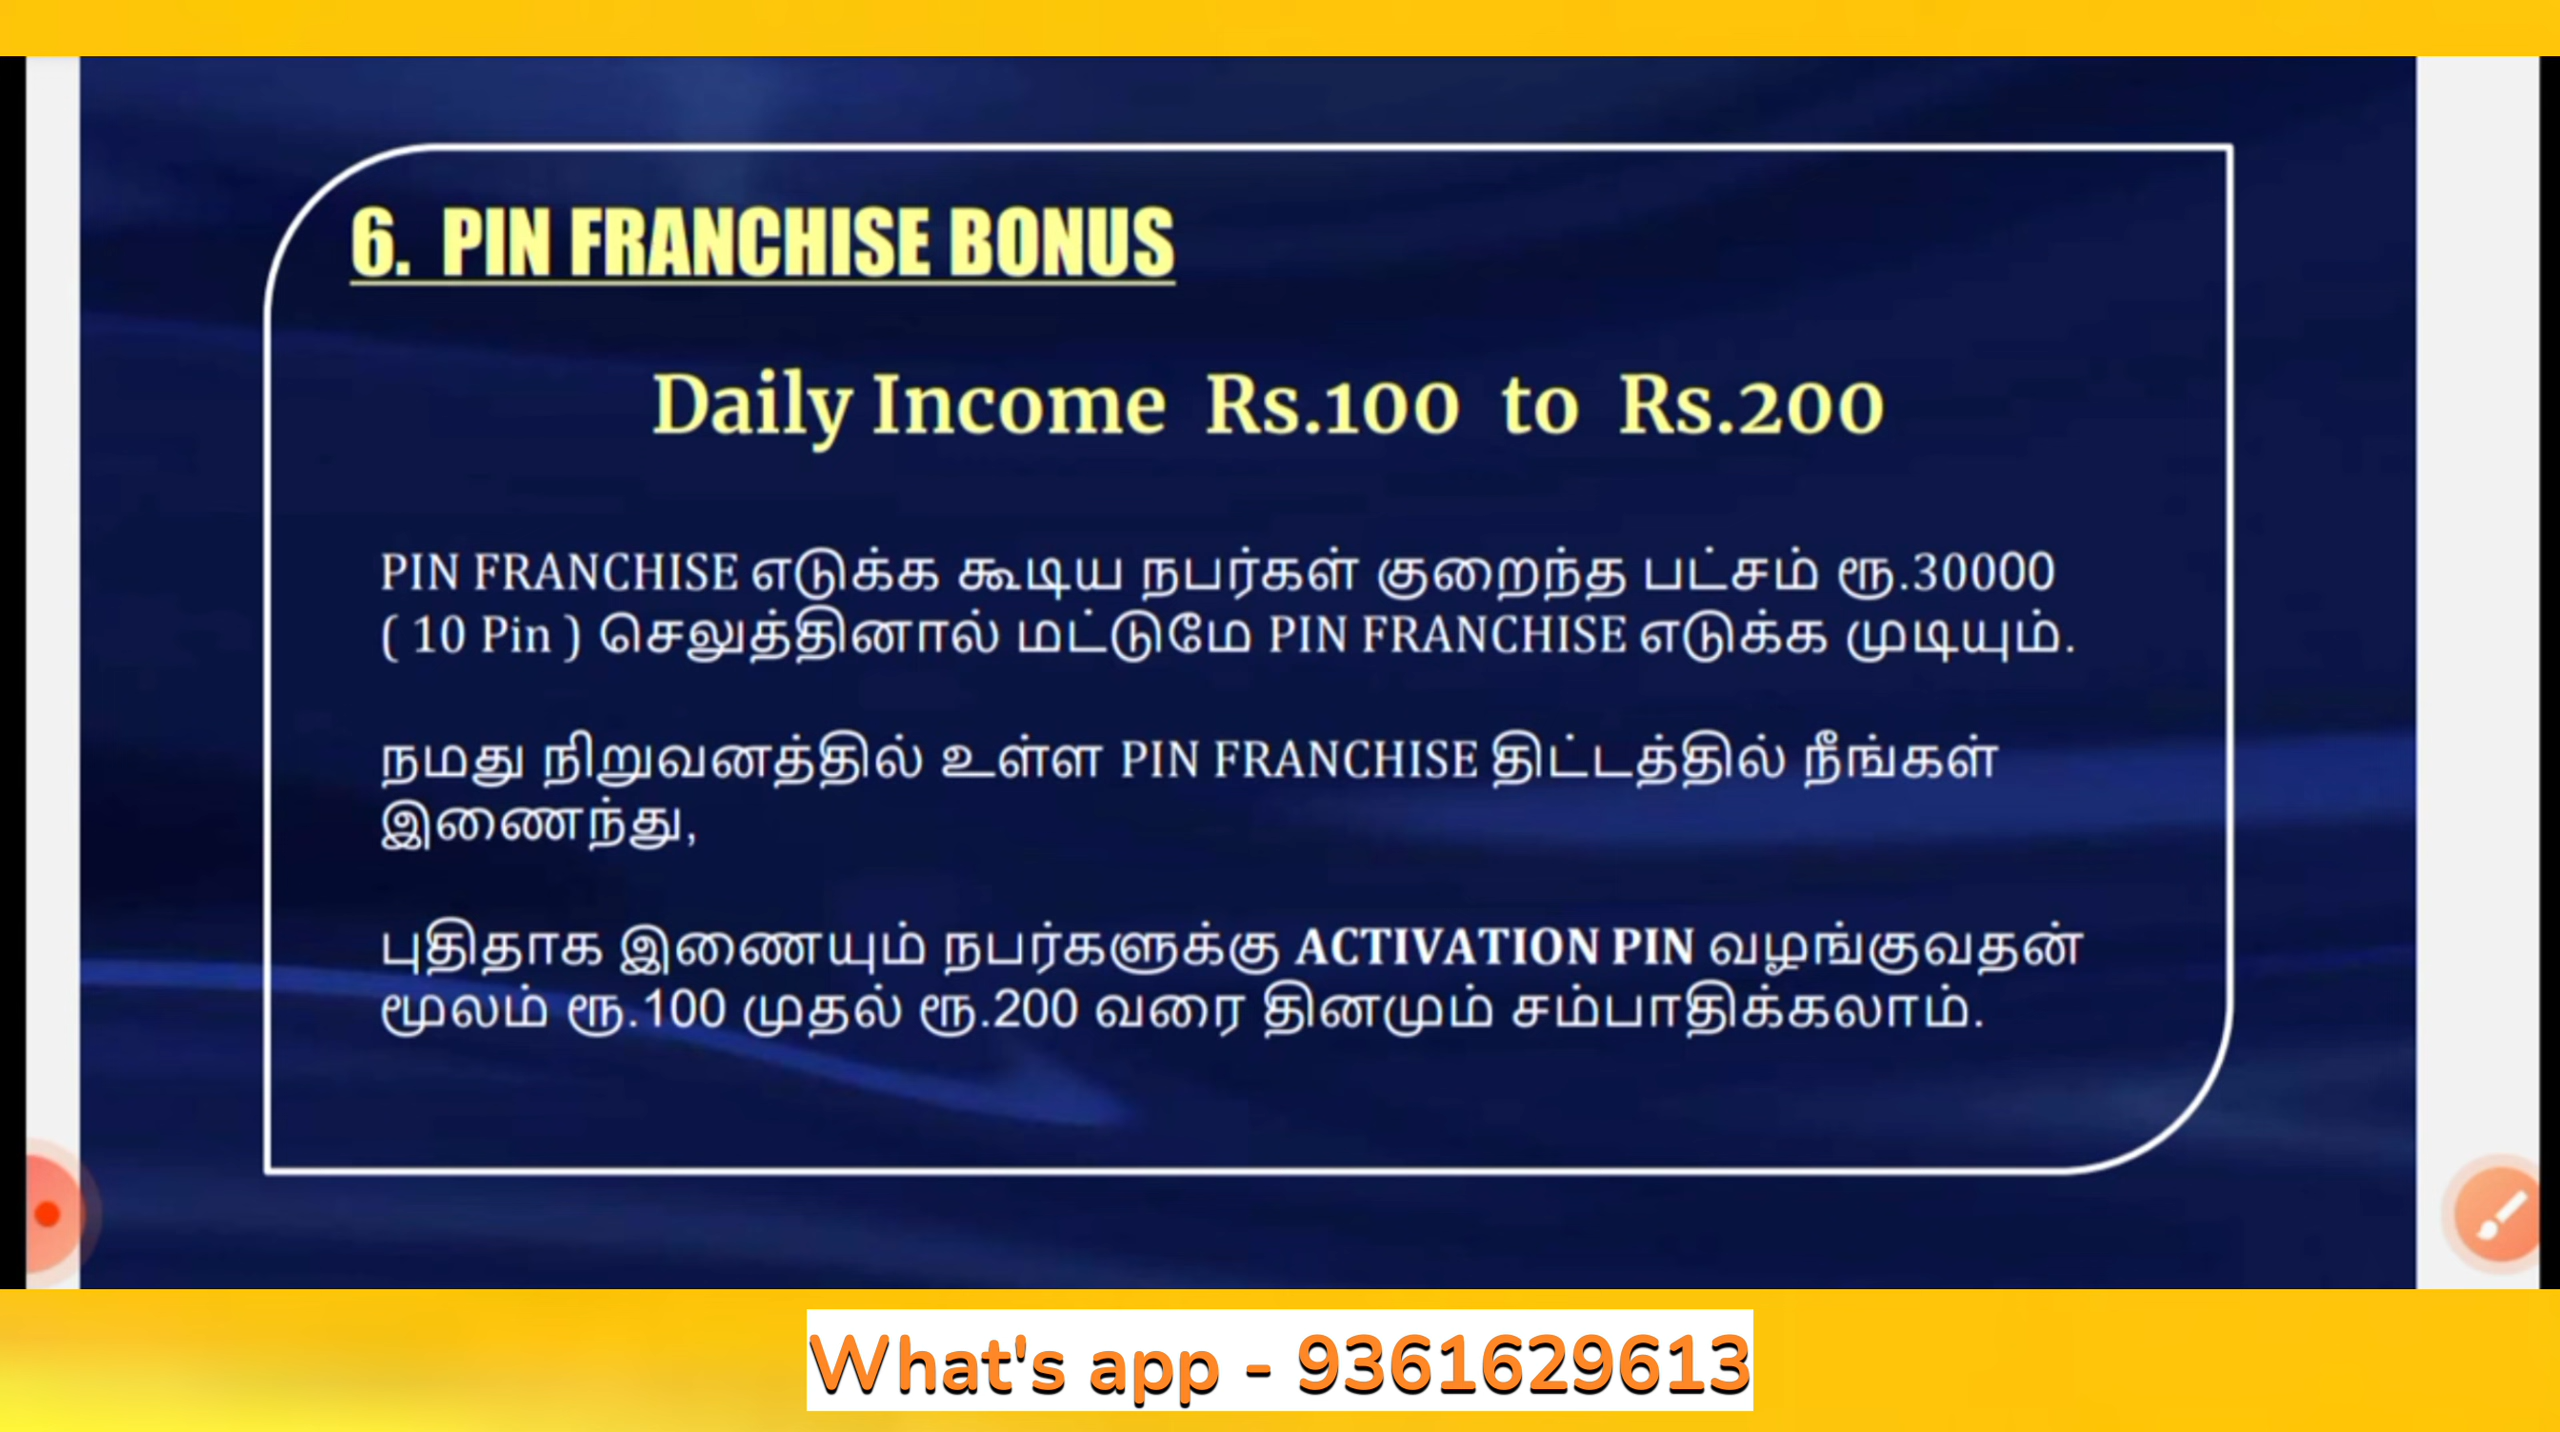 6. PIN FRANCHISE BONUS
Daily Income Rs.100 to Rs.200
PIN FRANCHISE எடுக்க கூடிய நபர்கள் குறைந்த பட்சம் ரூ.30000
( 10 Pin ) செலுத்தினால் மட்டுமே PIN FRANCHISE எடுக்க முடியும்.
நமது நிறுவனத்தில் உள்ள PIN FRANCHISE திட்டத்தில் நீங்கள்
இணைந்து,
புதிதாக இணையும் நபர்களுக்கு ACTIVATION PIN வழங்குவதன்
மூலம் ரூ.100 முதல் ரூ.200 வரை தினமும் சம்பாதிக்கலாம்.
What's app - 9361629613